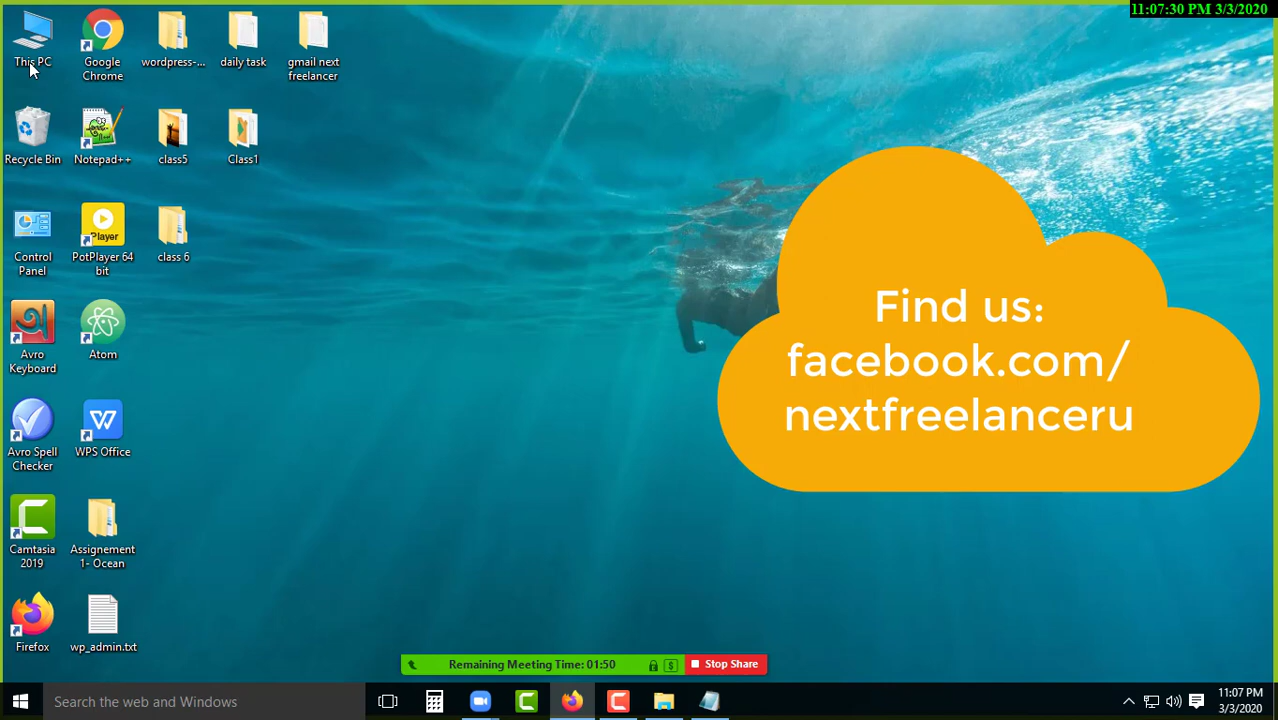 11:07:30 PM 3/3/2020
This PC
Google
Chrome
wordpress-...
daily task
gmail next
freelancer
Recycle Bin
Notepad++
class5
Class1
Control
Panel
Player
PotPlayer 64
bit
class 6
Avro
Keyboard
Atom
Avro Spell
Checker
WPS Office
Camtasia
2019
Assignement
1- Ocean
Firefox
wp_admin.txt
Find us:
facebook.com/
nextfreelanceru
Remaining Meeting Time: 01:50
Stop Share
Search the web and Windows
11:07 PM
3/3/2020